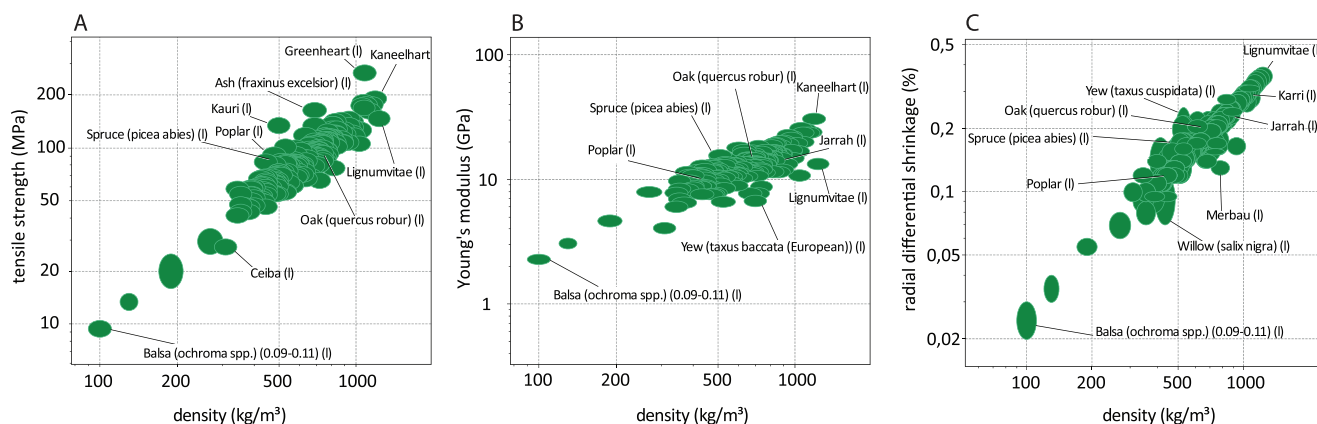 A
tensile strength (MPa)
200
100
50
20
10
Greenheart (l)
Kaneelhart
Ash (fraxinus excelsior) (l)
Kauri (l)
Poplar (l)
Spruce (picea abies) (l)
Lignumvitae (l)
Oak (quercus robur) (l)
Ceiba (l)
Balsa (ochroma spp.) (0.09-0.11) (l)
100
200
500
1000
density (kg/m³)
B
Young's modulus (GPa)
100
10
1
Oak (quercus robur) (l)
Kaneelhart (l)
Spruce (picea abies) (l)
Jarrah (l)
Poplar (l)
Lignumvitae (l)
Yew (taxus baccata (European)) (l)
Balsa (ochroma spp.) (0.09-0.11) (l)
100
200
500
1000
density (kg/m³)
C
radial differential shrinkage (%)
0,5
0,2
0,1
0,05
0,02
Lignumvitae (l
Yew (taxus cuspidata) (l)
Karri (l)
Oak (quercus robur) (l)
Jarrah (l)
Spruce (picea abies) (l)
Poplar (l)
Merbau (l)
Willow (salix nigra) (l)
Balsa (ochroma spp.) (0.09-0.11) (l)
100
200
500
1000
density (kg/m³)